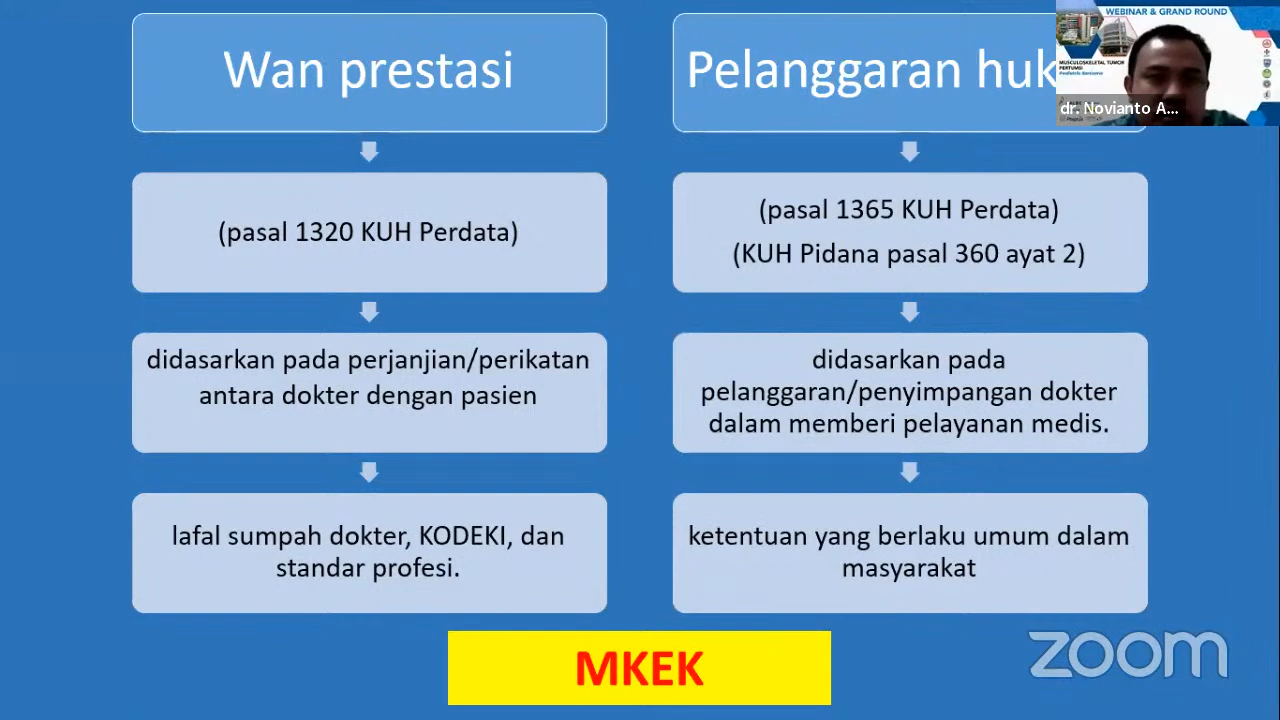 Wan prestasi
(pasal 1320 KUH Perdata)
didasarkan pada perjanjian/perikatan
antara dokter dengan pasien
lafal sumpah dokter, KODEKI, dan
standar profesi.
Pelanggaran huk
(pasal 1365 KUH Perdata)
(KUH Pidana pasal 360 ayat 2)
didasarkan pada
pelanggaran/penyimpangan dokter
dalam memberi pelayanan medis.
ketentuan yang berlaku umum dalam
masyarakat
MKEK
WEBINAR & GRAND ROUND
MUSCULOSKELETAL TUMOR
dr. Novianto A...
zoom